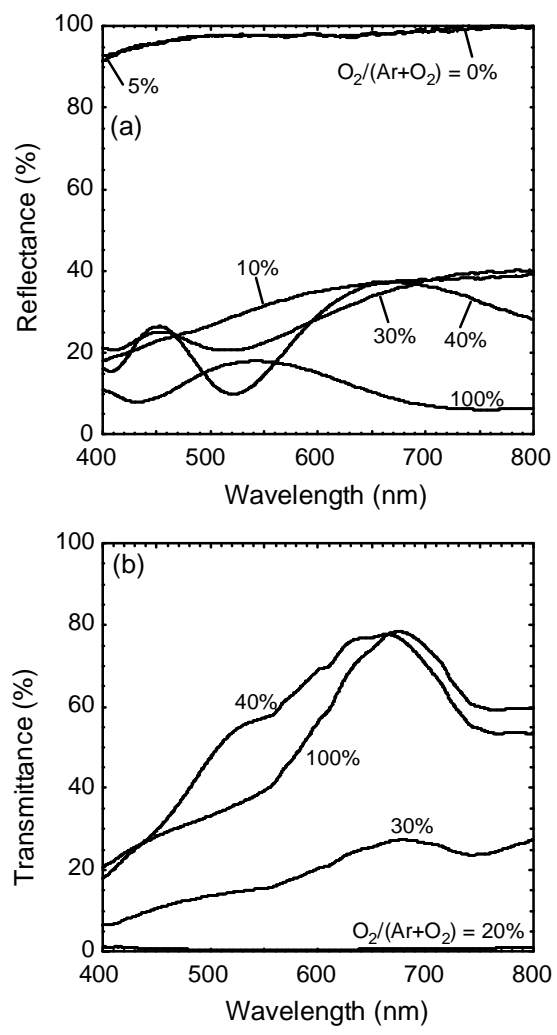 100
80
60
40
20
0
Reflectance (%)
(a)
5%
O₂/(Ar+O₂) = 0%
10%
30%
40%
100%
400 500 600 700 800
Wavelength (nm)
100
80
60
40
20
0
Transmittance (%)
(b)
40%
100%
30%
O₂/(Ar+O₂) = 20%
400 500 600 700 800
Wavelength (nm)